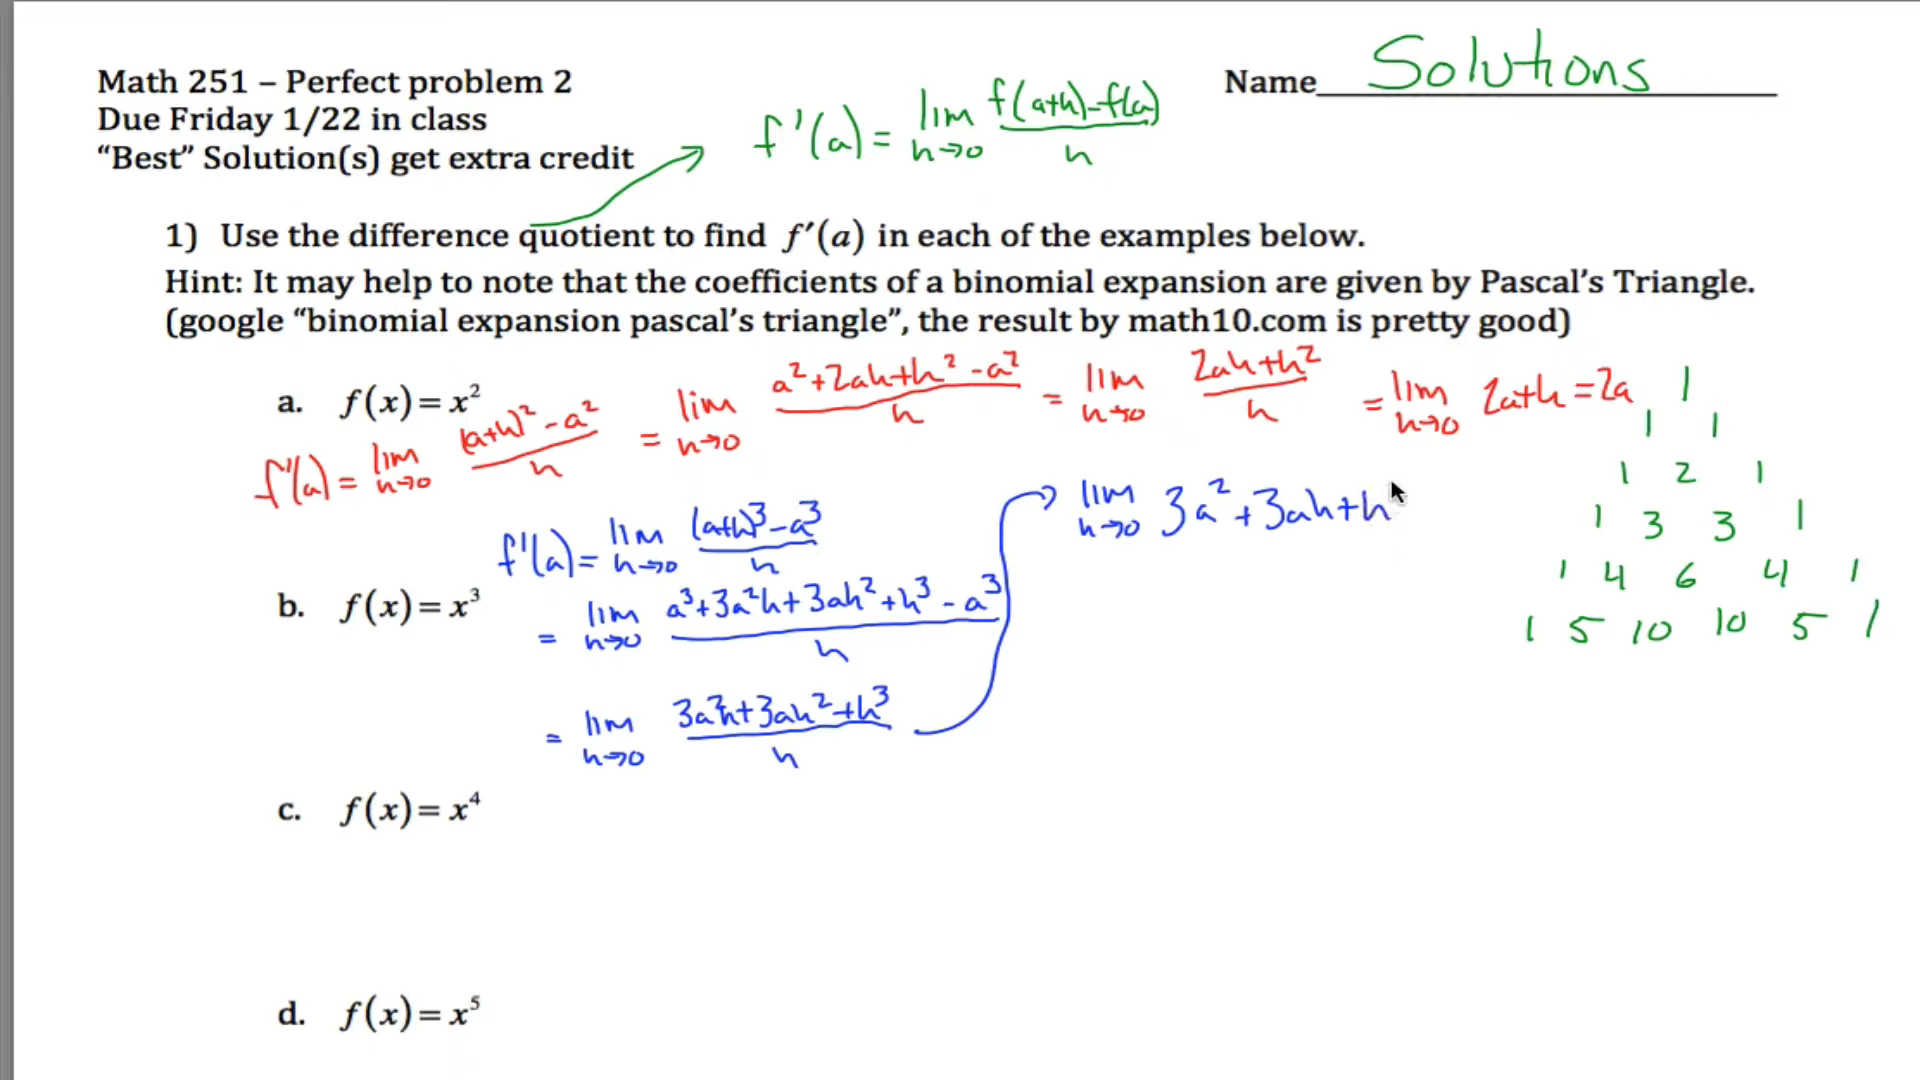 Math 251 – Perfect problem 2
Name Solutions
Due Friday 1/22 in class
“Best” Solution(s) get extra credit
f'(a) = lim h→0 f(a+h)-f(a) / h
1) Use the difference quotient to find f′(a) in each of the examples below.
Hint: It may help to note that the coefficients of a binomial expansion are given by Pascal’s Triangle.
(google “binomial expansion pascal’s triangle”, the result by math10.com is pretty good)
a. f(x)=x²
f'(a) = lim h→0 (a+h)² - a² / h = lim h→0 a²+2ah+h²-a² / h = lim h→0 2ah+h² / h = lim h→0 2a+h = 2a
1
1 1
1 2 1
1 3 3 1
1 4 6 4 1
1 5 10 10 5 1
b. f(x)=x³
f'(a) = lim h→0 (a+h)³-a³ / h
= lim h→0 a³+3a²h+3ah²+h³-a³ / h
= lim h→0 3a²h+3ah²+h³ / h
lim h→0 3a²+3ah+h
c. f(x)=x⁴
d. f(x)=x⁵